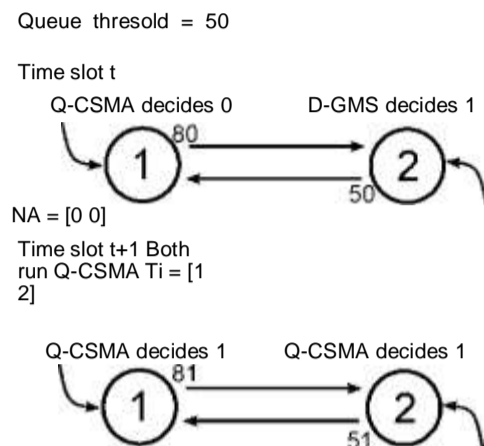 Queue thresold = 50
Time slot t
Q-CSMA decides 0
D-GMS decides 1
80
1
2
50
NA = [0 0]
Time slot t+1 Both
run Q-CSMA Ti = [1
2]
Q-CSMA decides 1
Q-CSMA decides 1
81
1
2
51